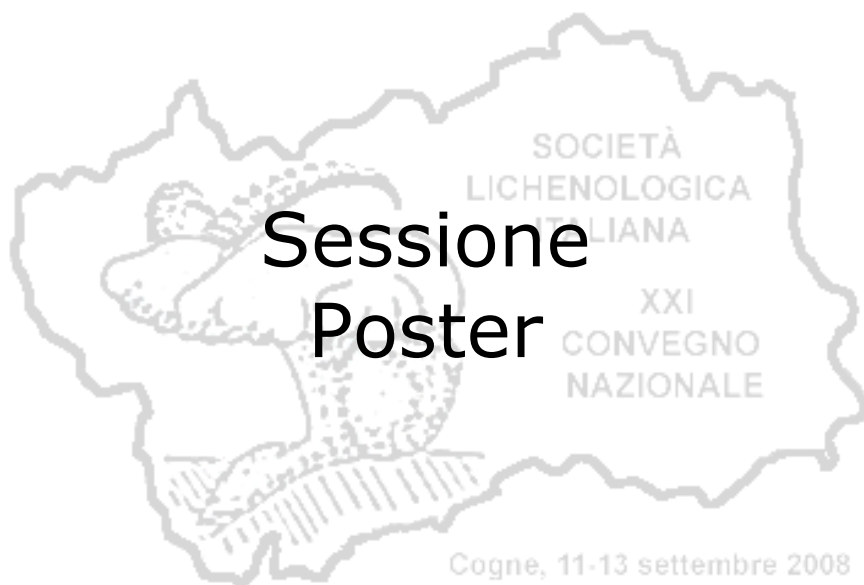 SOCIETÀ
LICHENOLOGICA
ITALIANA
XXI
CONVEGNO
NAZIONALE
Sessione
Poster
Cogne, 11-13 settembre 2008